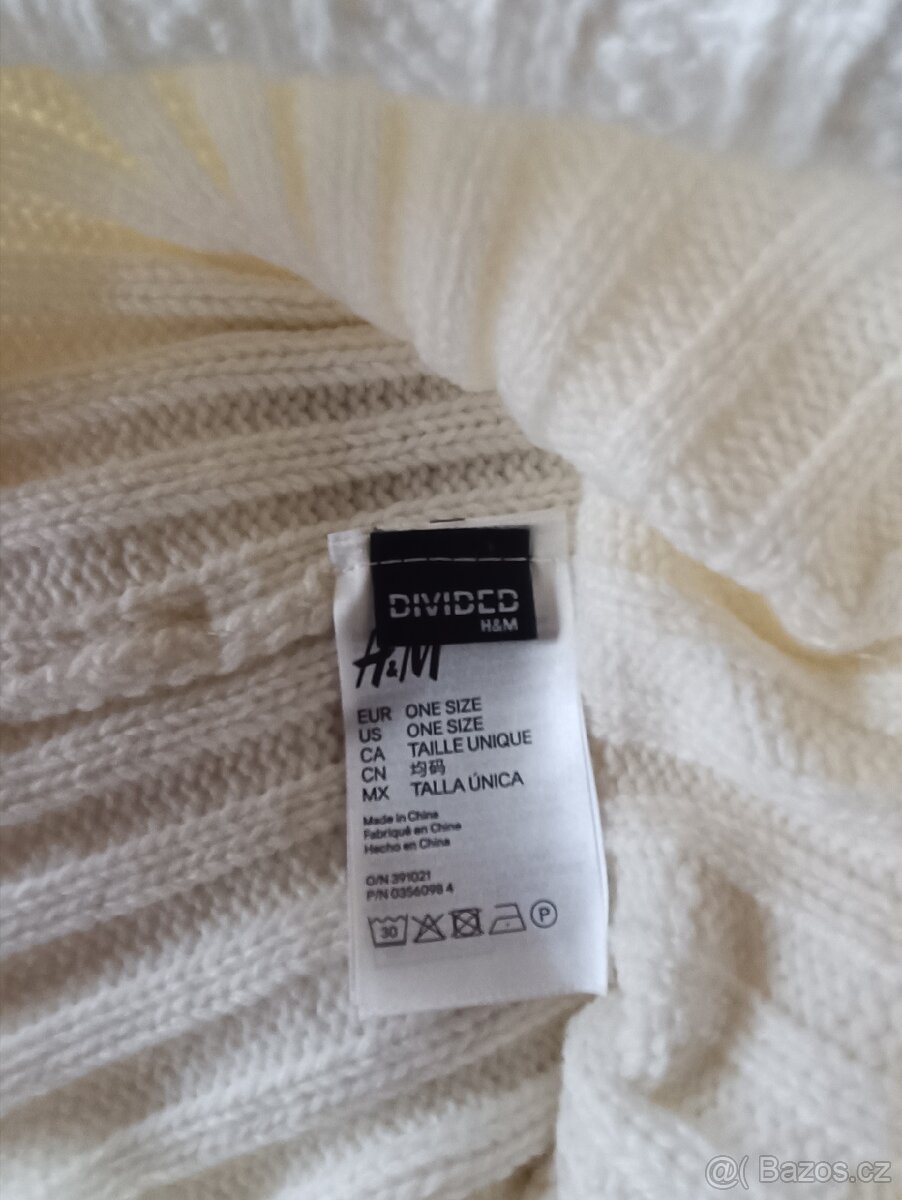 DIVIDED
H&M
H&M
EUR ONE SIZE
US ONE SIZE
CA TAILLE UNIQUE
CN 均码
MX TALLA ÚNICA
Made in China
Fabriqué en Chine
Hecho en China
O/N 391021
P/N 0356098 4
30
P
@( Bazos.cz